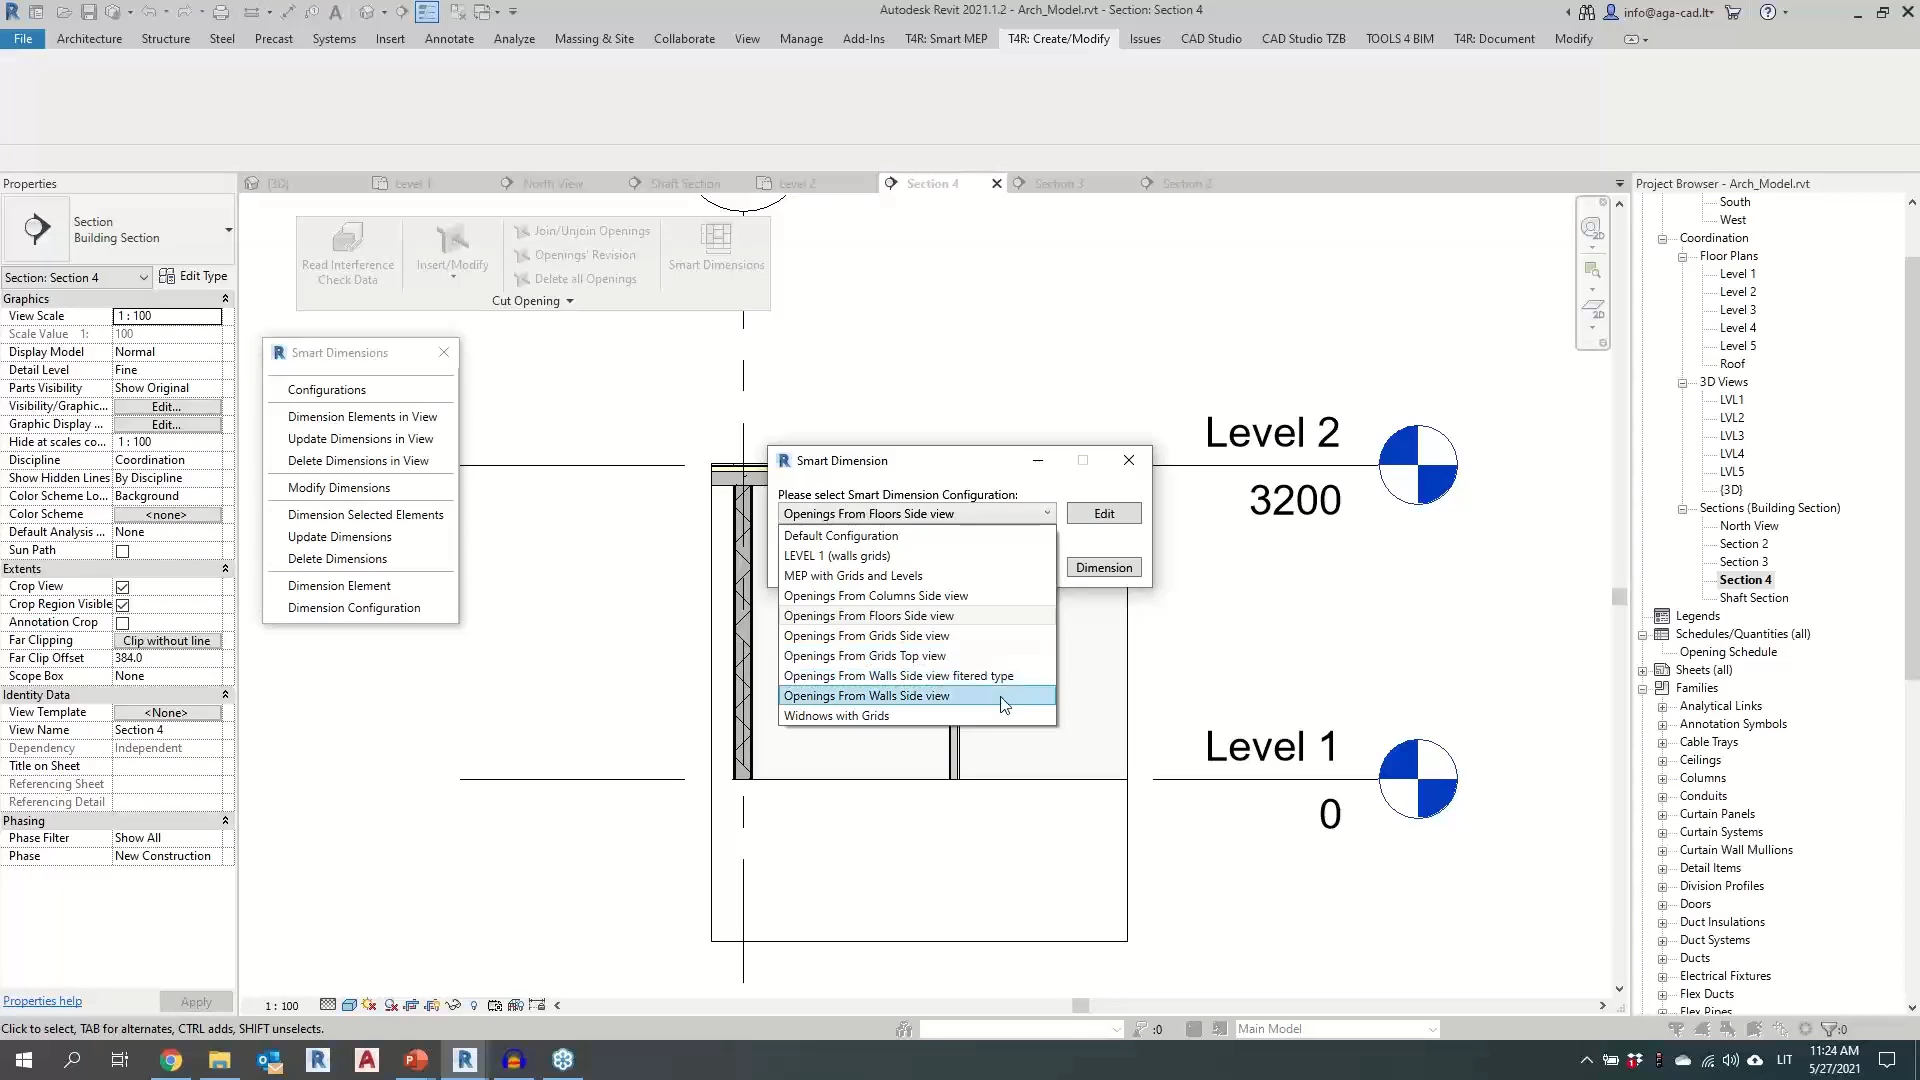 Autodesk Revit 2021.1.2 - Arch_Model.rvt - Section: Section 4
info@aga-cad.lt
File Architecture Structure Steel Precast Systems Insert Annotate Analyze Massing & Site Collaborate View Manage Add-Ins T4R: Smart MEP T4R: Create/Modify Issues CAD Studio CAD Studio TZB TOOLS 4 BIM T4R: Document Modify
Properties
{3D} Level 1 North View Shaft Section Level 2 Section 4 Section 3 Section 2
Project Browser - Arch_Model.rvt
Section
Building Section
Section: Section 4
Edit Type
Graphics
View Scale 1 : 100
Scale Value 1: 100
Display Model Normal
Detail Level Fine
Parts Visibility Show Original
Visibility/Graphic... Edit...
Graphic Display ... Edit...
Hide at scales co... 1 : 100
Discipline Coordination
Show Hidden Lines By Discipline
Color Scheme Lo... Background
Color Scheme <none>
Default Analysis ... None
Sun Path
Extents
Crop View
Crop Region Visible
Annotation Crop
Far Clipping Clip without line
Far Clip Offset 384.0
Scope Box None
Identity Data
View Template <None>
View Name Section 4
Dependency Independent
Title on Sheet
Referencing Sheet
Referencing Detail
Phasing
Phase Filter Show All
Phase New Construction
Properties help
Apply
Read Interference
Check Data
Insert/Modify
Join/Unjoin Openings
Openings' Revision
Delete all Openings
Smart Dimensions
Cut Opening
Smart Dimensions
Configurations
Dimension Elements in View
Update Dimensions in View
Delete Dimensions in View
Modify Dimensions
Dimension Selected Elements
Update Dimensions
Delete Dimensions
Dimension Element
Dimension Configuration
Smart Dimension
Please select Smart Dimension Configuration:
Openings From Floors Side view
Edit
Dimension
Default Configuration
LEVEL 1 (walls grids)
MEP with Grids and Levels
Openings From Columns Side view
Openings From Floors Side view
Openings From Grids Side view
Openings From Grids Top view
Openings From Walls Side view fitered type
Openings From Walls Side view
Widnows with Grids
Level 2
3200
Level 1
0
2D
2D
South
West
Coordination
Floor Plans
Level 1
Level 2
Level 3
Level 4
Level 5
Roof
3D Views
LVL1
LVL2
LVL3
LVL4
LVL5
{3D}
Sections (Building Section)
North View
Section 2
Section 3
Section 4
Shaft Section
Legends
Schedules/Quantities (all)
Opening Schedule
Sheets (all)
Families
Analytical Links
Annotation Symbols
Cable Trays
Ceilings
Columns
Conduits
Curtain Panels
Curtain Systems
Curtain Wall Mullions
Detail Items
Division Profiles
Doors
Duct Insulations
Duct Systems
Ducts
Electrical Fixtures
Flex Ducts
Flex Pipes
1 : 100
Click to select, TAB for alternates, CTRL adds, SHIFT unselects.
:0
Main Model
:0
LIT
11:24 AM
5/27/2021